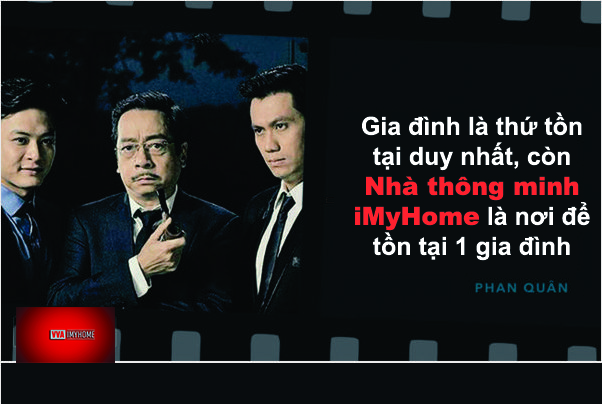 Gia đình là thứ tồn
tại duy nhất, còn
Nhà thông minh
iMyHome là nơi để
tồn tại 1 gia đình
PHAN QUÂN
VYA IMYHOME